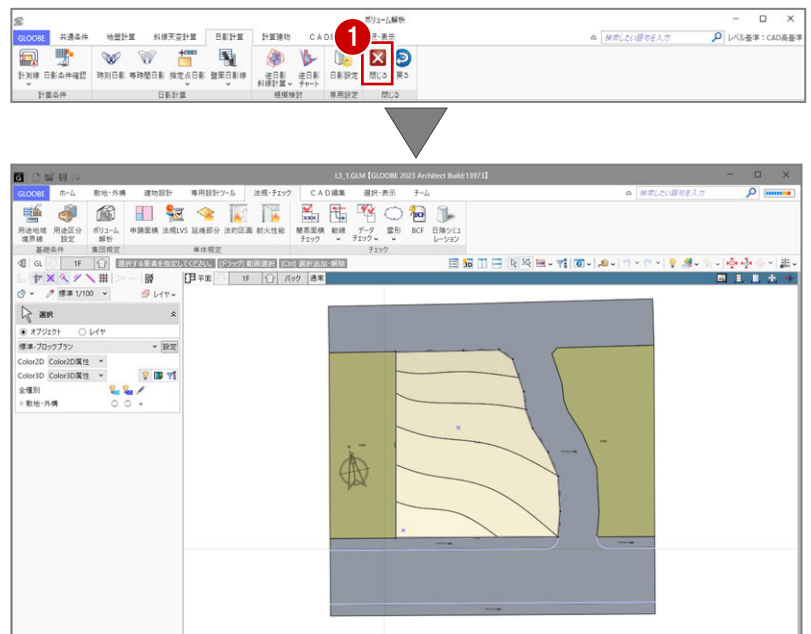 ボリューム解析
GLOOBE 共通条件 地盤計算 斜線天空計算 日影計算 計算建物 選択・表示 検索したい語句を入力 レベル基準：CAD高基準
1
計測線 日影条件確認 時刻日影 等時間日影 指定点日影 壁面日影線 逆日影斜線計算 逆日影チャート 日影設定 閉じる 戻る
計算条件 日影計算 規模検討 専用設定 閉じる
L3_1.GLM【GLOOBE 2023 Architect Build:13973】
GLOOBE ホーム 敷地・外構 建物設計 専用設計ツール 法規・チェック CAD編集 選択・表示 チーム 検索したい語句を入力
用途地域 用途区分 ボリューム 申請面積 法規LVS 延焼部分 法的区画 耐火性能 簡易面積 動線 データ 雲形 BCF 日陰シミュ
境界線 設定 解析 チェック チェック レーション
基礎条件 集団規定 単体規定 チェック
GL 1F 選択する要素を指定してください。 [ドラッグ] 範囲選択 [Ctrl] 選択追加・解除
平面 1F バック 通常
標準 1/100 レイヤ
選択
オブジェクト レイヤ
標準-ブロックプラン 設定
Color2D Color2D属性
Color3D Color3D属性
全種別
> 敷地・外構